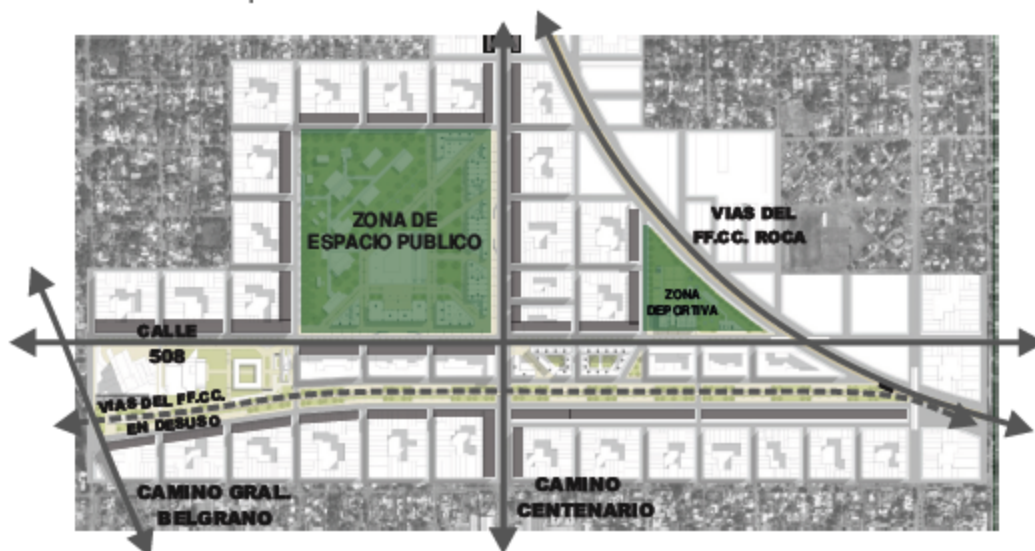 ZONA DE
ESPACIO PUBLICO
VIAS DEL
FF.CC. ROCA
ZONA
DEPORTIVA
CALLE
508
VIAS DEL FF.CC.
EN DESUSO
CAMINO GRAL.
BELGRANO
CAMINO
CENTENARIO